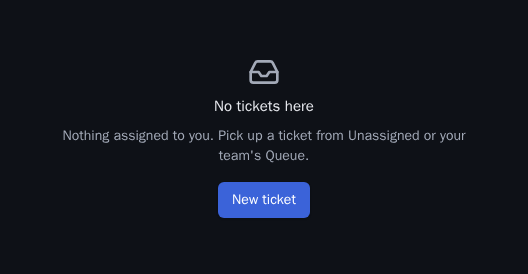 No tickets here
Nothing assigned to you. Pick up a ticket from Unassigned or your
team's Queue.
New ticket